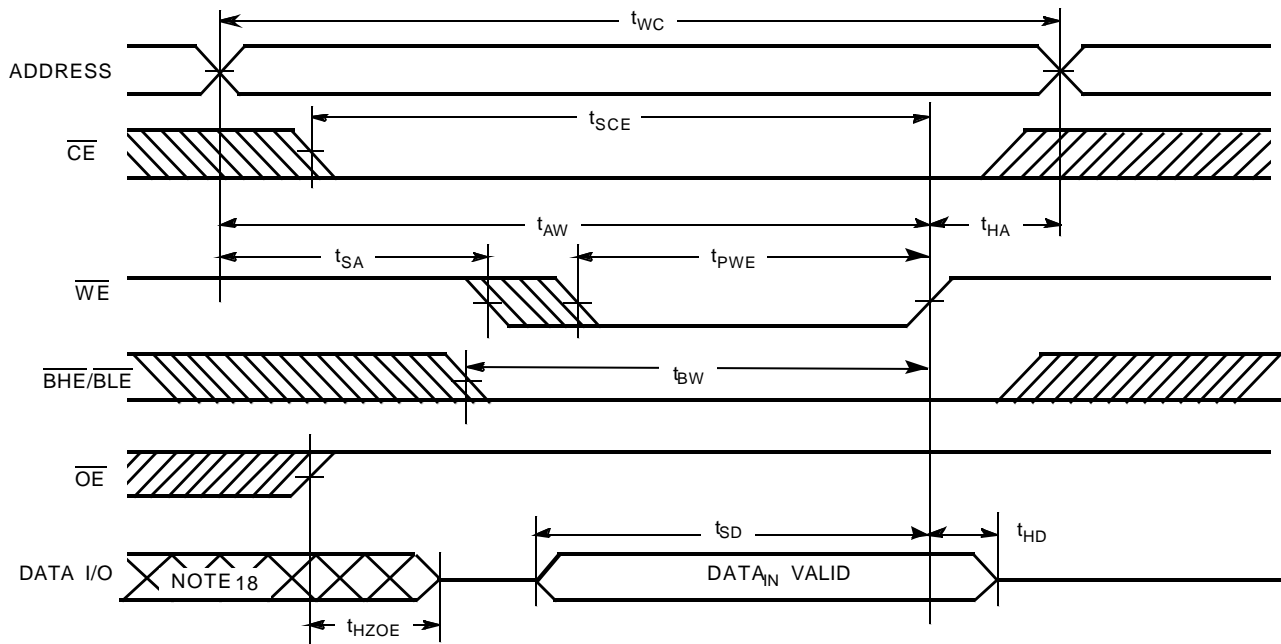 tWC
ADDRESS
tSCE
CE
tAW
tHA
tSA
tPWE
WE
BHE/BLE
tBW
OE
tSD
tHD
DATA I/O
NOTE 18
DATAIN VALID
tHZOE